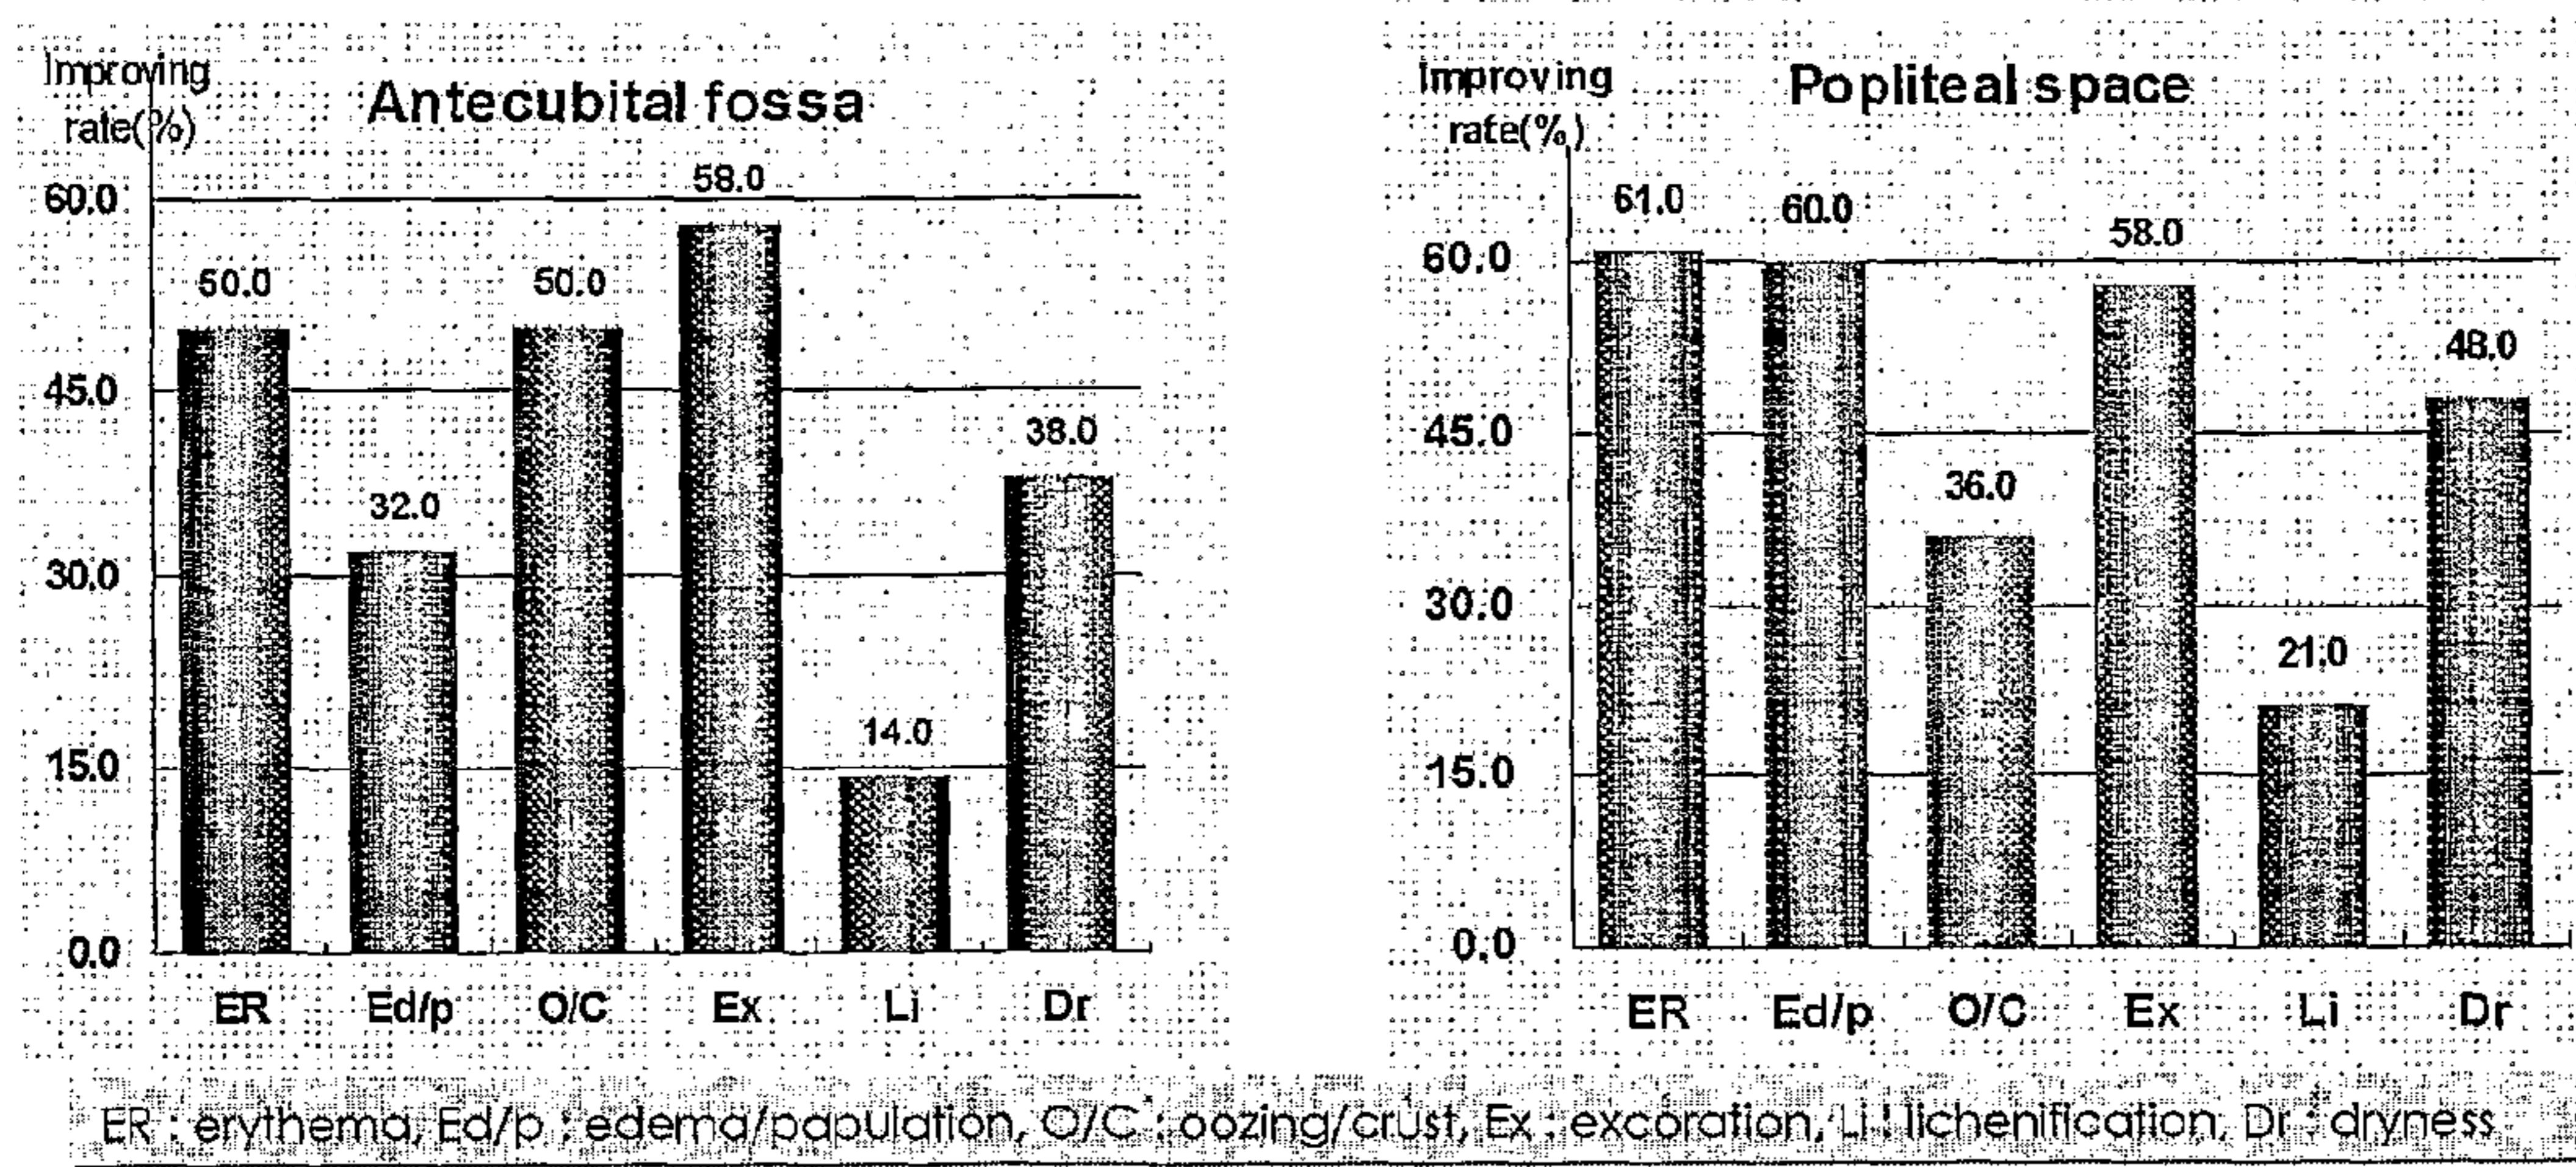 Improving
rate(%)
Antecubital fossa
60.0
45.0
30.0
15.0
0.0
50.0
32.0
50.0
58.0
14.0
38.0
ER Ed/p O/C Ex Li Dr
Improving
rate(%)
Popliteal space
60.0
45.0
30.0
15.0
0.0
61.0
60.0
36.0
58.0
21.0
48.0
ER Ed/p O/C Ex Li Dr
ER : erythema, Ed/p : edema/papulation, O/C : oozing/crust, Ex : excoration, Li : lichenification, Dr : dryness